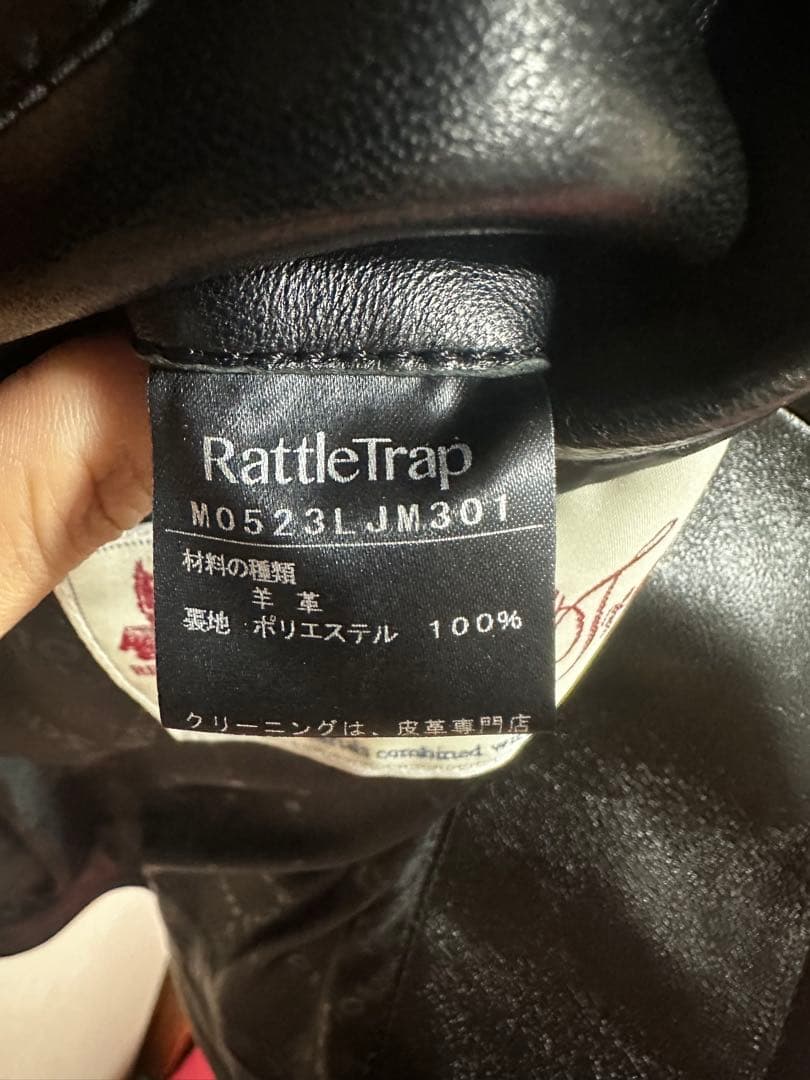 RattleTrap
M0523LJM301
材料の種類
羊 革
裏地 ポリエステル 100%
クリーニングは、皮革専門店
combined